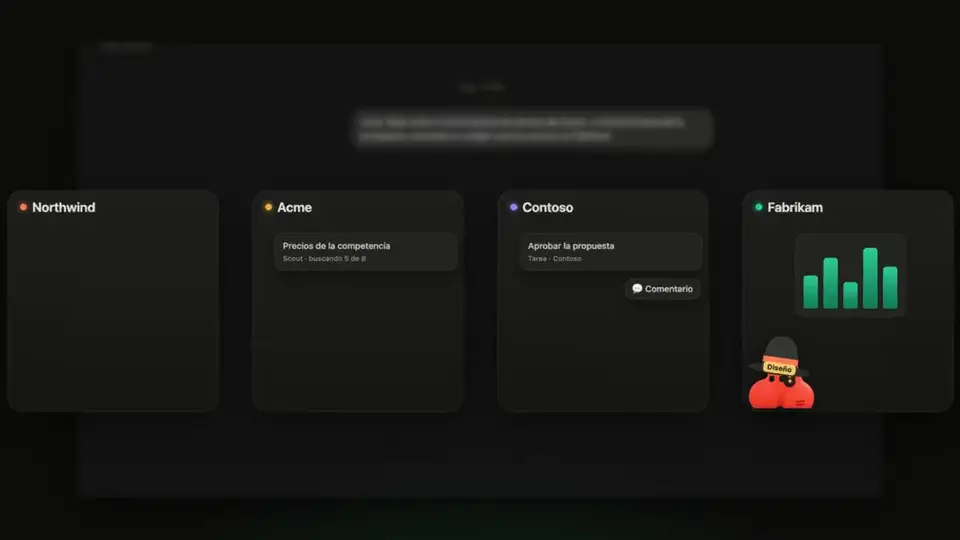 Northwind
Acme
Precios de la competencia
Scout · buscando 5 de 8
Contoso
Aprobar la propuesta
Tarea · Contoso
💬 Comentario
Fabrikam
Diseño